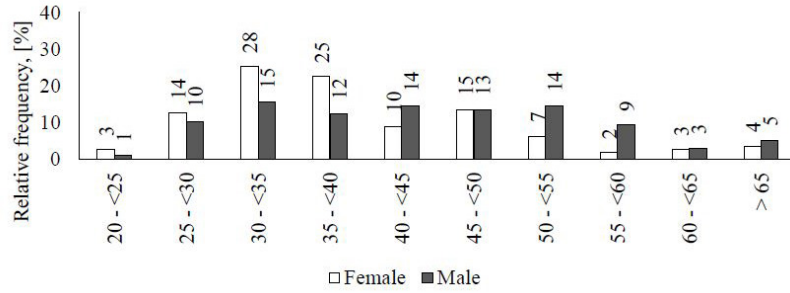 Relative frequency, [%]
40
30
20
10
0
3
1
14
10
28
15
25
12
10
14
15
13
7
14
2
9
3
3
4
5
20 - <25
25 - <30
30 - <35
35 - <40
40 - <45
45 - <50
50 - <55
55 - <60
60 - <65
> 65
Female
Male